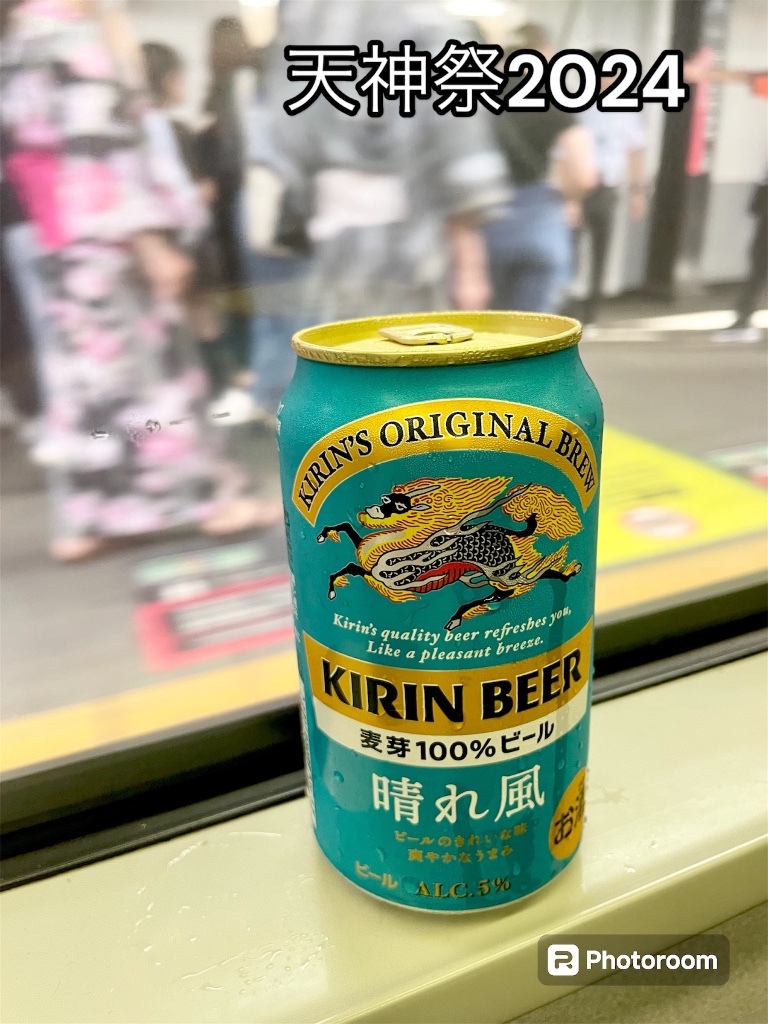 天神祭2024
KIRIN'S ORIGINAL BREW
Kirin's quality beer refreshes you,
Like a pleasant breeze.
KIRIN BEER
麦芽100%ビール
晴れ風
ビールのきれいな味
爽やかなうまみ
お酒
ビール ALC.5%
Photoroom